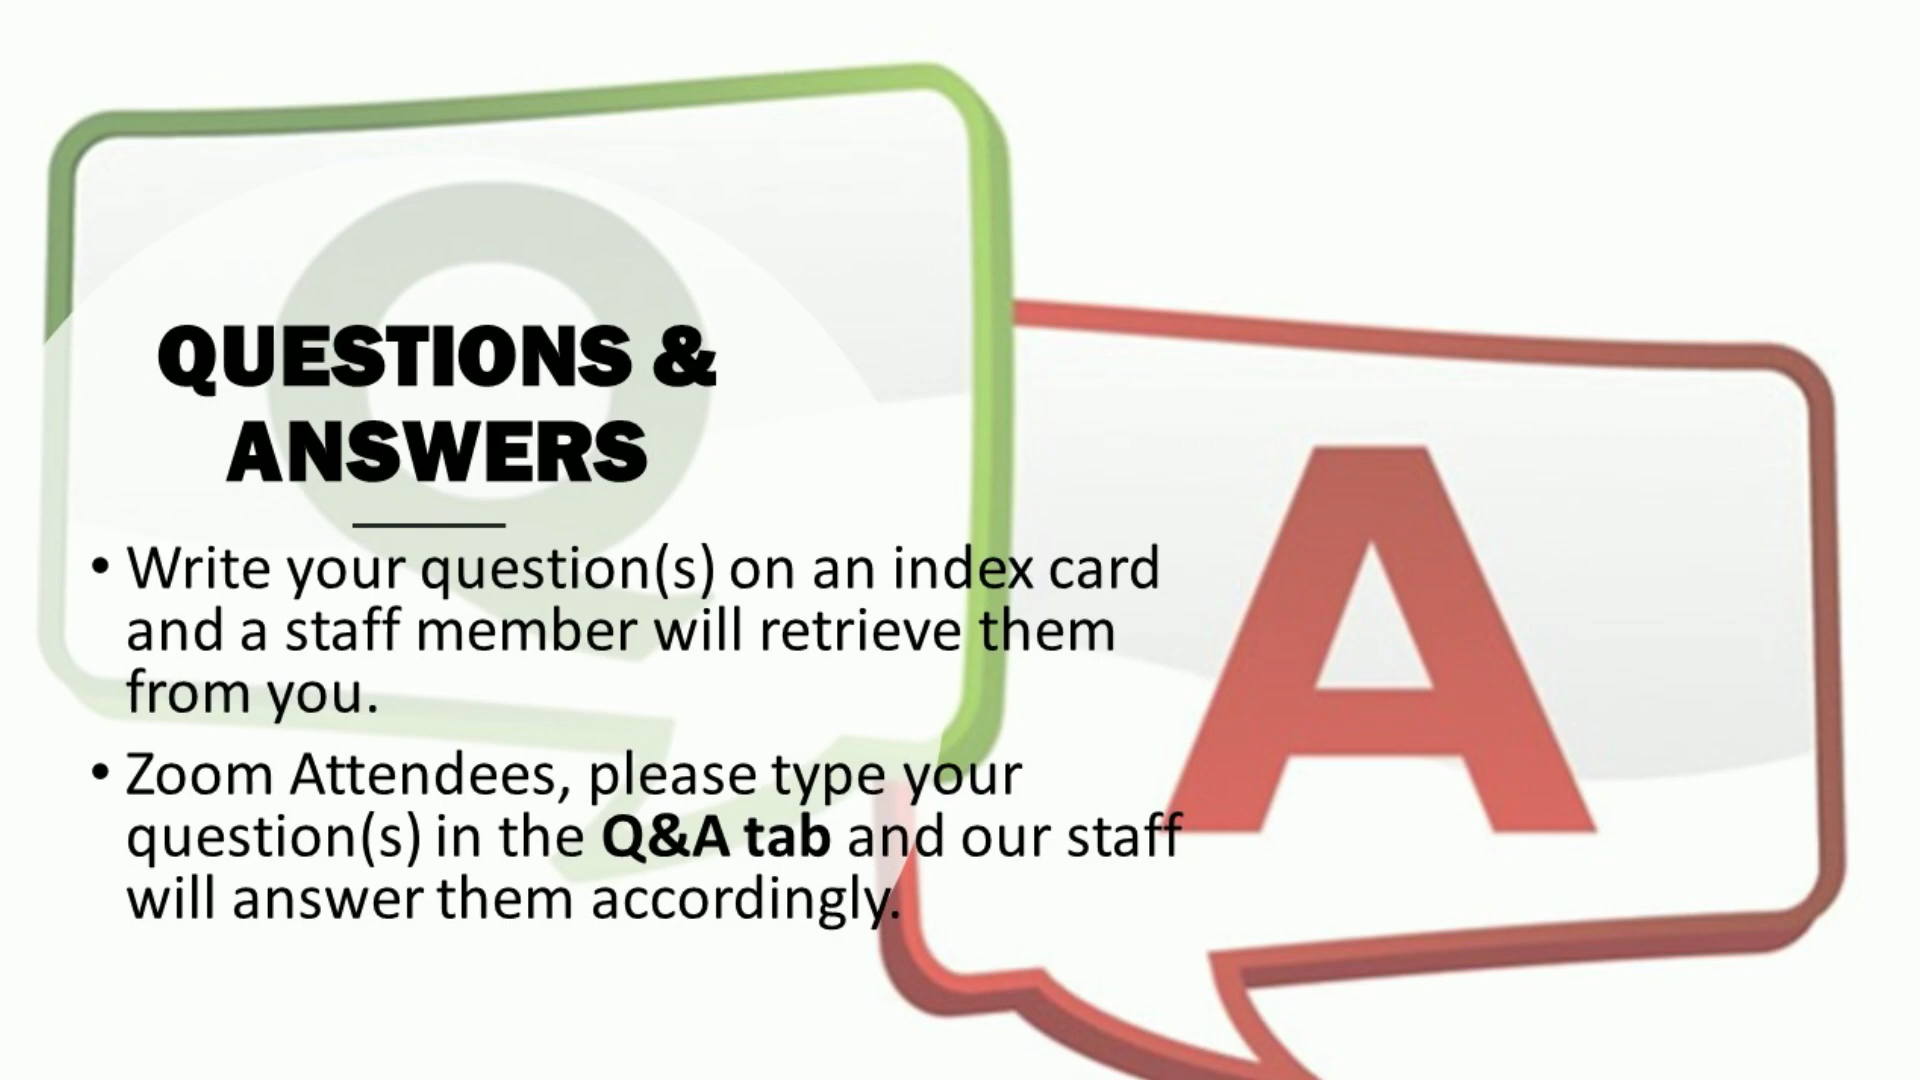 Q
QUESTIONS &
ANSWERS
• Write your question(s) on an index card
and a staff member will retrieve them
from you.
• Zoom Attendees, please type your
question(s) in the Q&A tab and our staff
will answer them accordingly.
A